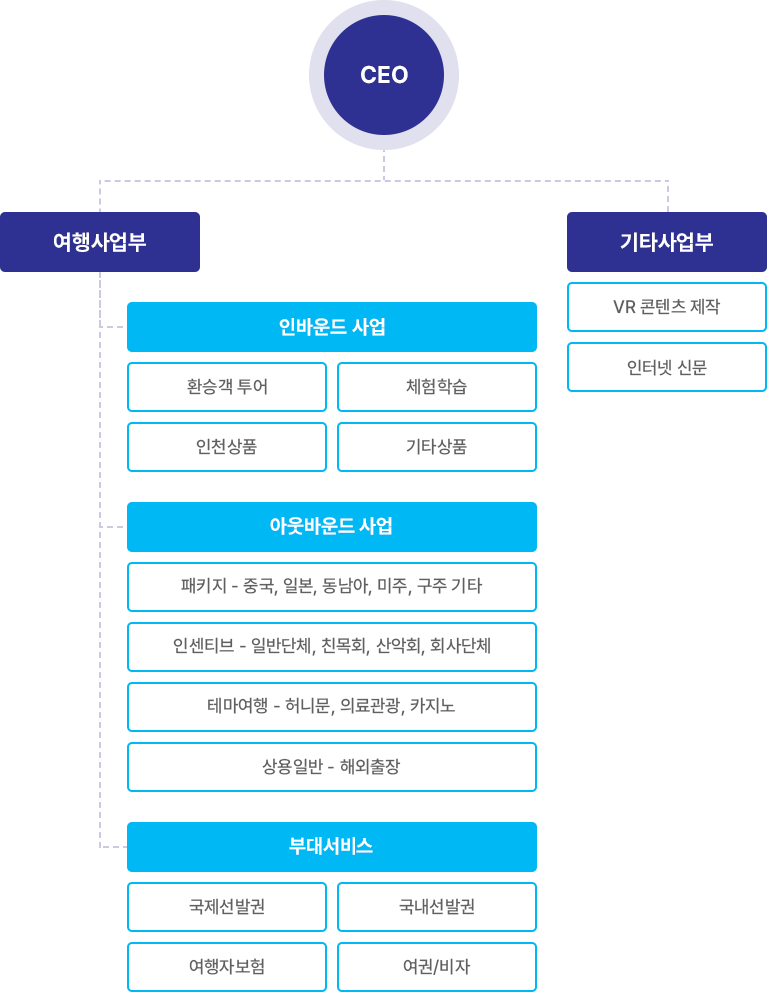 CEO
여행사업부
기타사업부
VR 콘텐츠 제작
인터넷 신문
인바운드 사업
환승객 투어
체험학습
인천상품
기타상품
아웃바운드 사업
패키지 - 중국, 일본, 동남아, 미주, 구주 기타
인센티브 - 일반단체, 친목회, 산악회, 회사단체
테마여행 - 허니문, 의료관광, 카지노
상용일반 - 해외출장
부대서비스
국제선발권
국내선발권
여행자보험
여권/비자